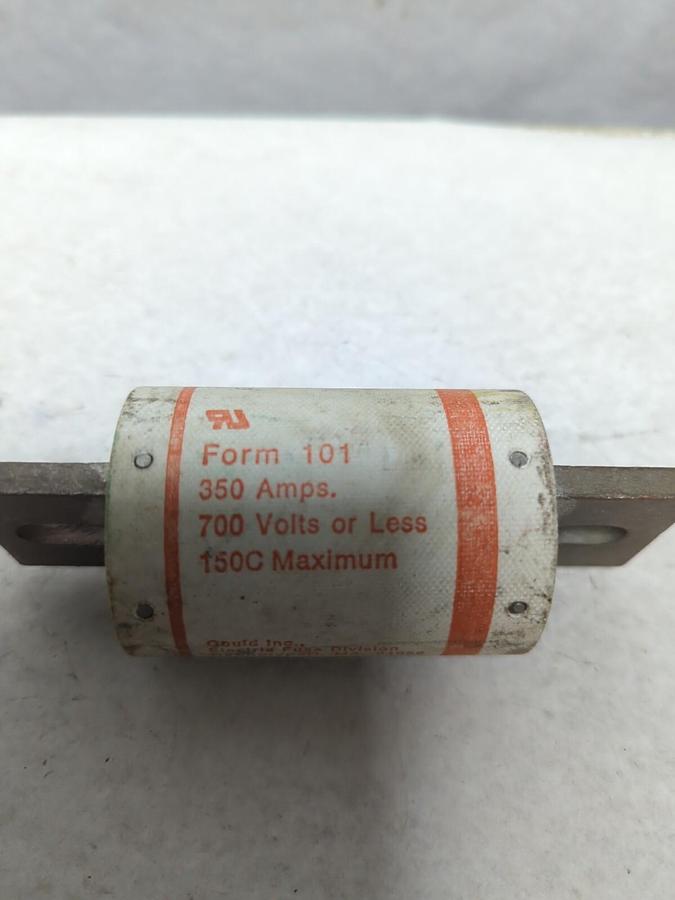 Form 101
350 Amps.
700 Volts or Less
150C Maximum
Gould Inc.,
Electric Fuse Division